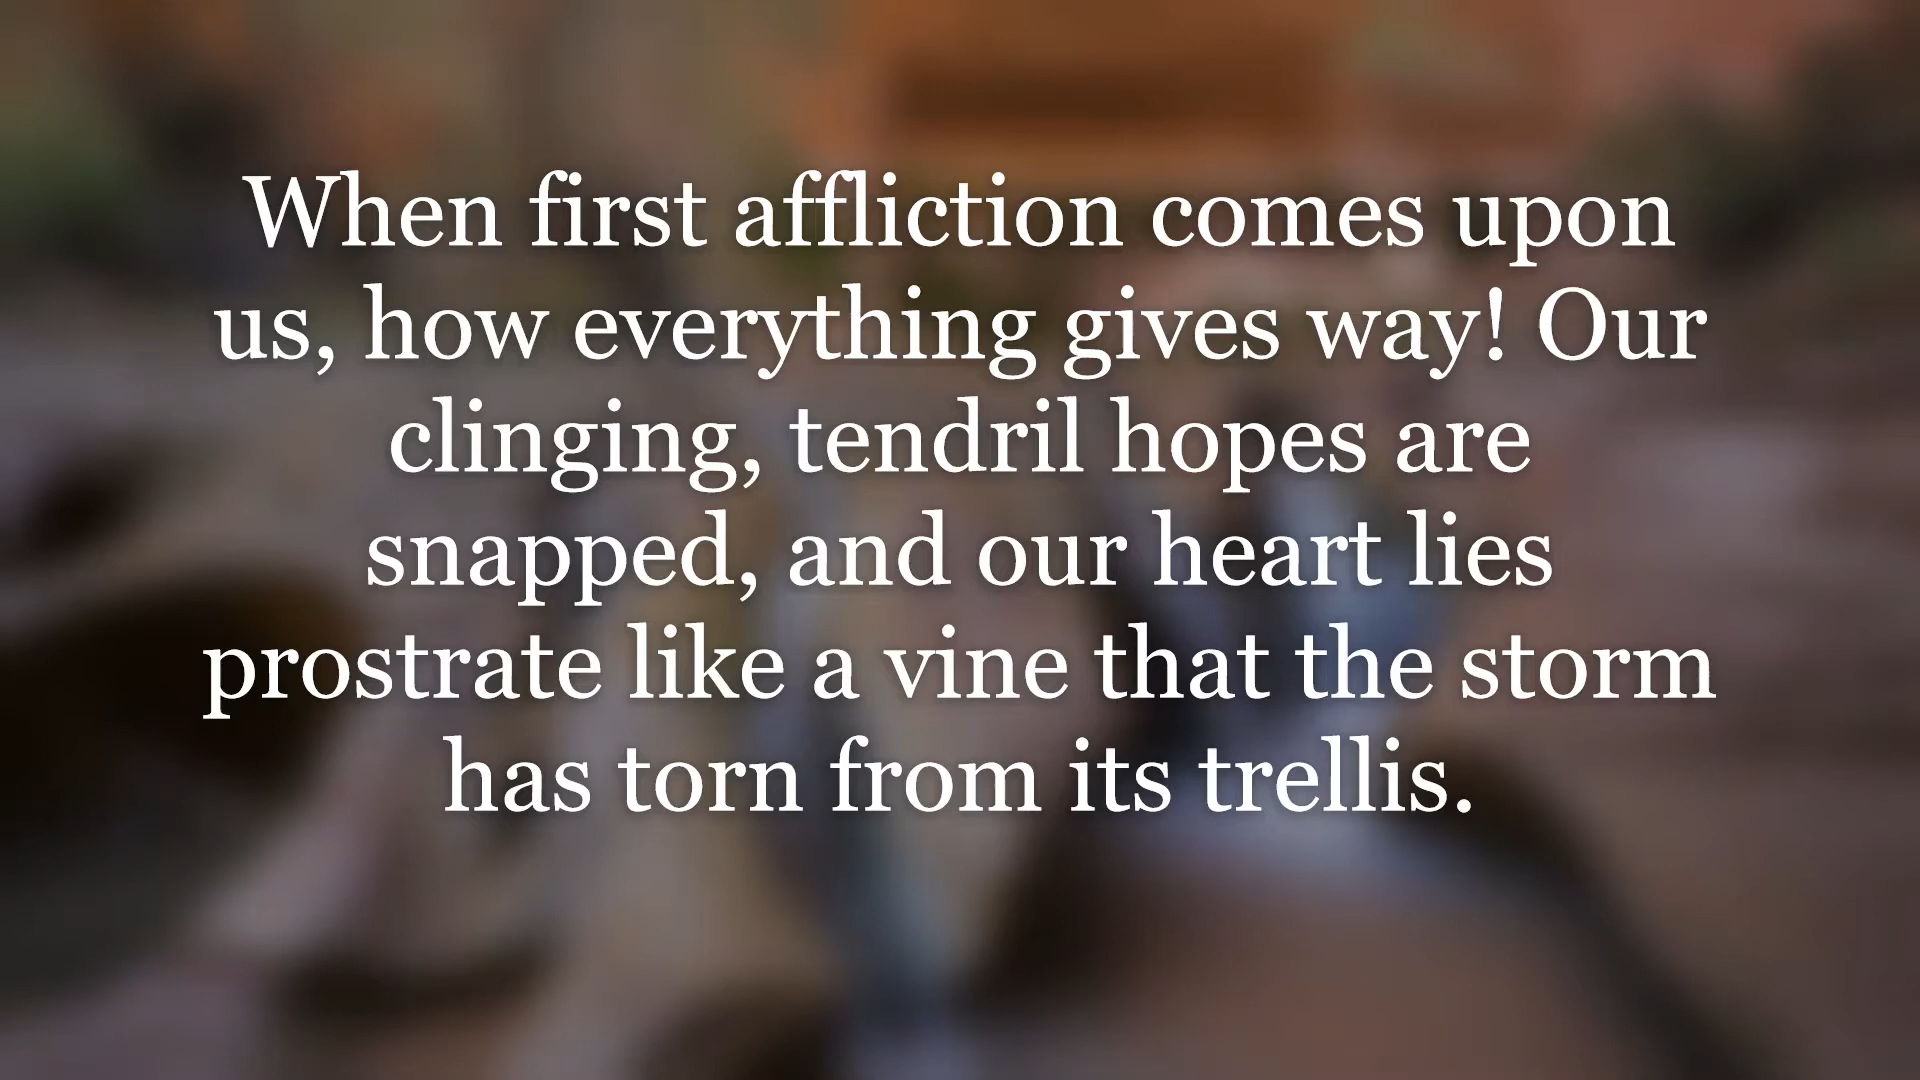 When first affliction comes upon
us, how everything gives way! Our
clinging, tendril hopes are
snapped, and our heart lies
prostrate like a vine that the storm
has torn from its trellis.